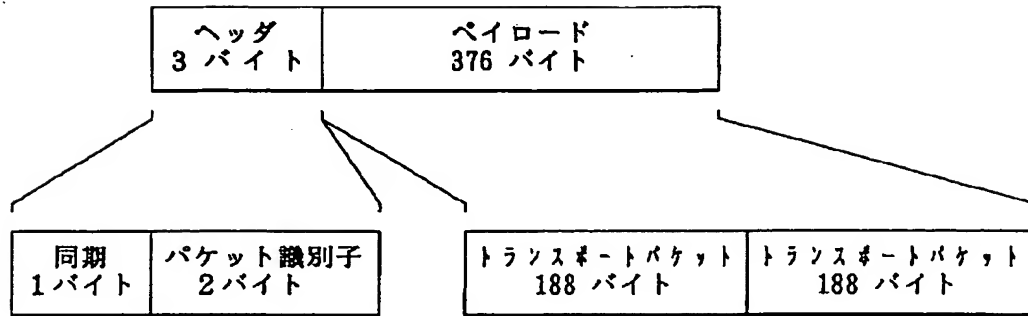 ヘッダ
3 バイト
ペイロード
376 バイト
同期
1バイト
パケット識別子
2バイト
トランスポートパケット
188 バイト
トランスポートパケット
188 バイト